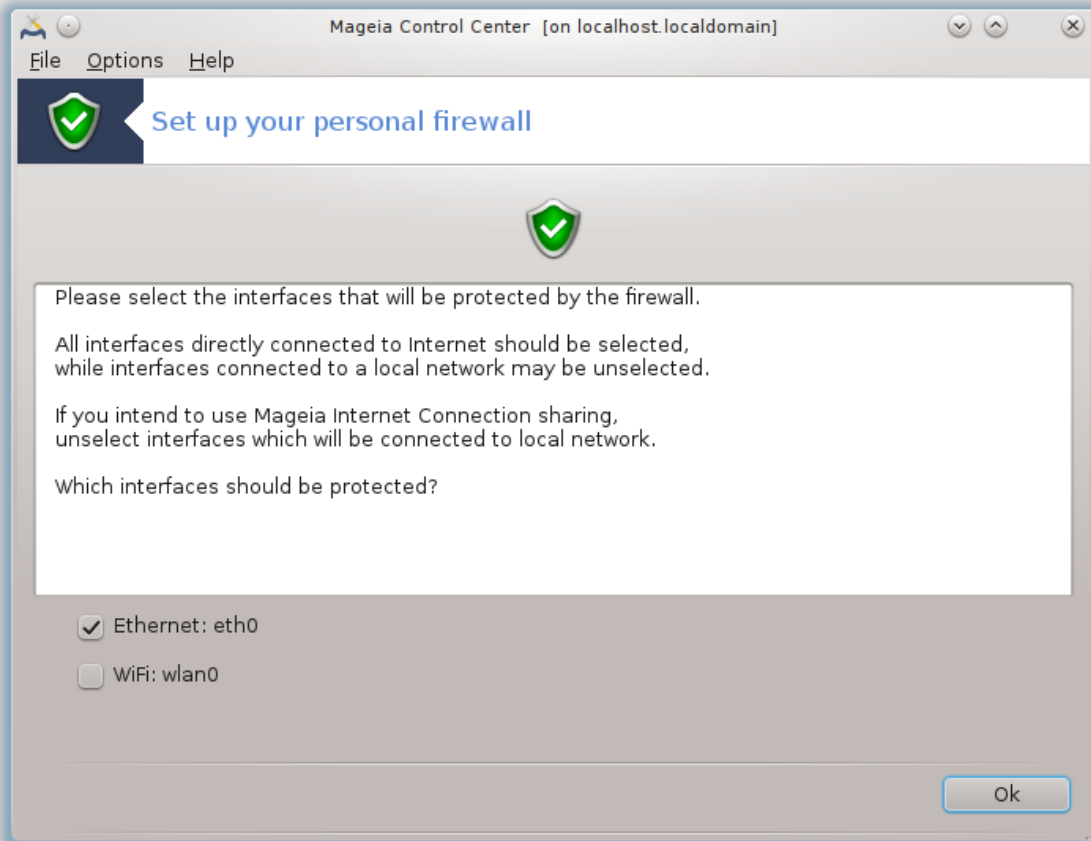 Mageia Control Center [on localhost.localdomain]
File Options Help
Set up your personal firewall
Please select the interfaces that will be protected by the firewall.
All interfaces directly connected to Internet should be selected,
while interfaces connected to a local network may be unselected.
If you intend to use Mageia Internet Connection sharing,
unselect interfaces which will be connected to local network.
Which interfaces should be protected?
Ethernet: eth0
WiFi: wlan0
Ok